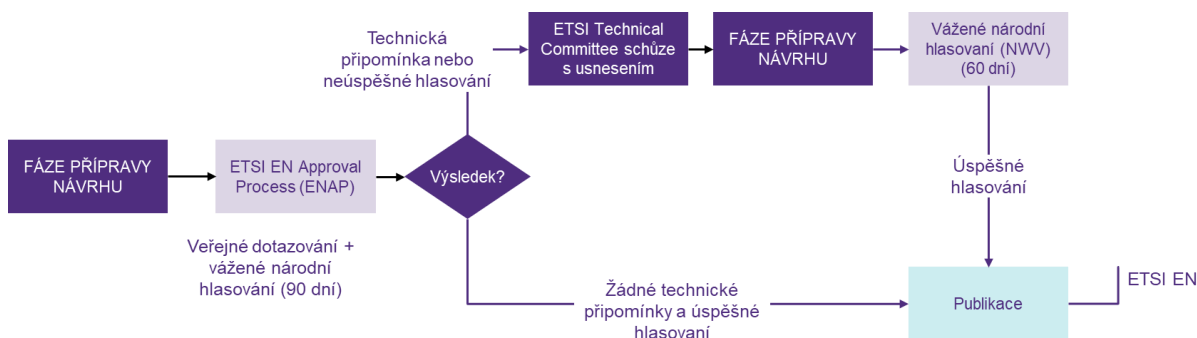 Technická
připomínka nebo
neúspěšné hlasování
ETSI Technical
Committee schůze
s usnesením
FÁZE PŘÍPRAVY
NÁVRHU
Vážené národní
hlasovaní (NWV)
(60 dní)
FÁZE PŘÍPRAVY
NÁVRHU
ETSI EN Approval
Process (ENAP)
Výsledek?
Úspěšné
hlasování
Veřejné dotazování +
vážené národní
hlasování (90 dní)
Žádné technické
připomínky a úspěšné
hlasovaní
Publikace
ETSI EN